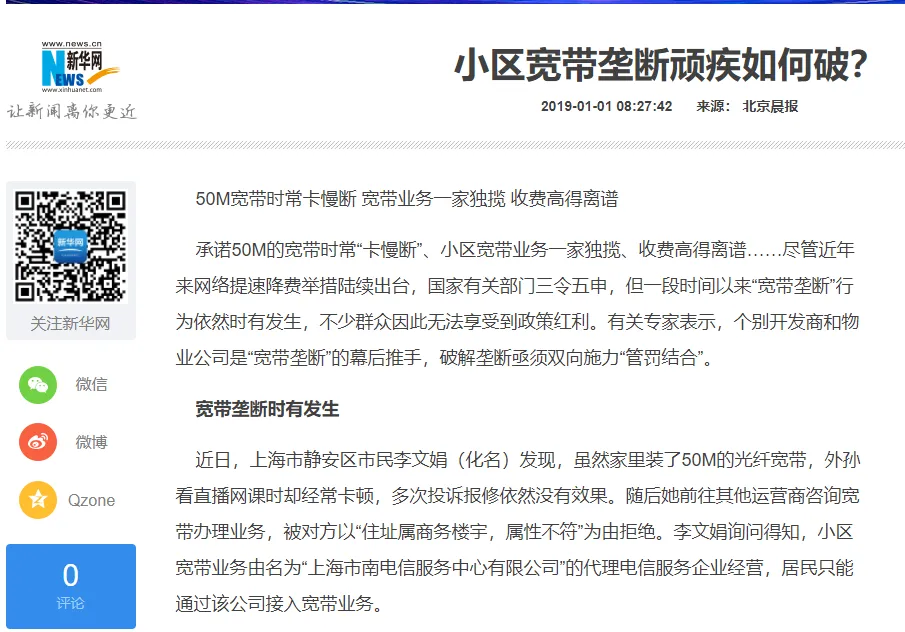 www.news.cn
新华网
NEWS
www.xinhuanet.com
让新闻离你更近
小区宽带垄断顽疾如何破？
2019-01-01 08:27:42 来源： 北京晨报
新华网
关注新华网
微信
微博
Qzone
0
评论
50M宽带时常卡慢断 宽带业务一家独揽 收费高得离谱
承诺50M的宽带时常“卡慢断”、小区宽带业务一家独揽、收费高得离谱……尽管近年
来网络提速降费举措陆续出台，国家有关部门三令五申，但一段时间以来“宽带垄断”行
为依然时有发生，不少群众因此无法享受到政策红利。有关专家表示，个别开发商和物
业公司是“宽带垄断”的幕后推手，破解垄断亟须双向施力“管罚结合”。
宽带垄断时有发生
近日，上海市静安区市民李文娟（化名）发现，虽然家里装了50M的光纤宽带，外孙
看直播网课时却经常卡顿，多次投诉报修依然没有效果。随后她前往其他运营商咨询宽
带办理业务，被对方以“住址属商务楼宇，属性不符”为由拒绝。李文娟询问得知，小区
宽带业务由名为“上海市南电信服务中心有限公司”的代理电信服务企业经营，居民只能
通过该公司接入宽带业务。